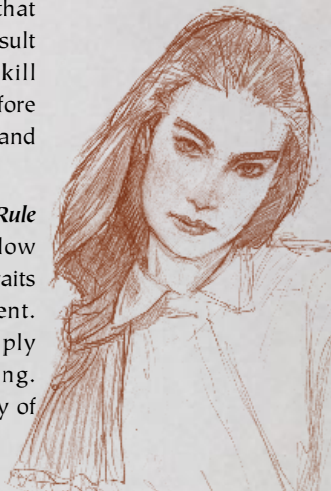 that
sult
kill
fore
and
Rule
low
aits
ent.
ply
ng.
y of